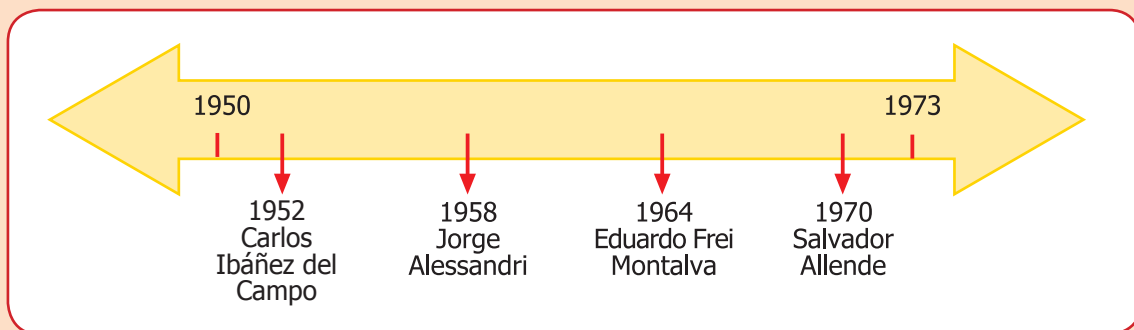 1950
1973
1952
Carlos
Ibáñez del
Campo
1958
Jorge
Alessandri
1964
Eduardo Frei
Montalva
1970
Salvador
Allende